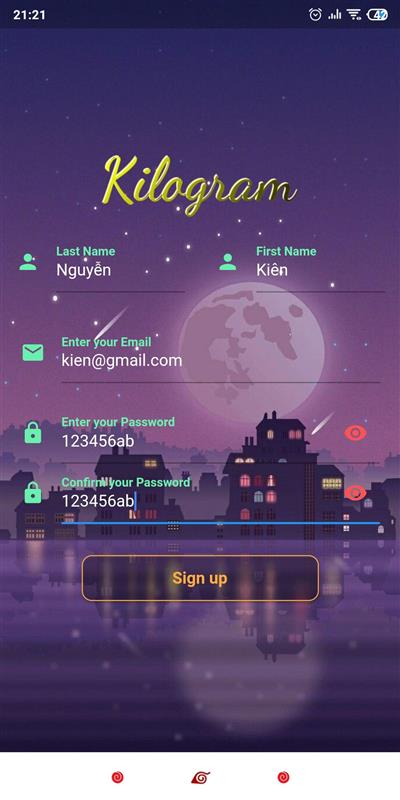 21:21
42
Kilogram
Last Name
First Name
Nguyễn
Kiên
Enter your Email
kien@gmail.com
Enter your Password
123456ab
Confirm your Password
123456ab
Sign up